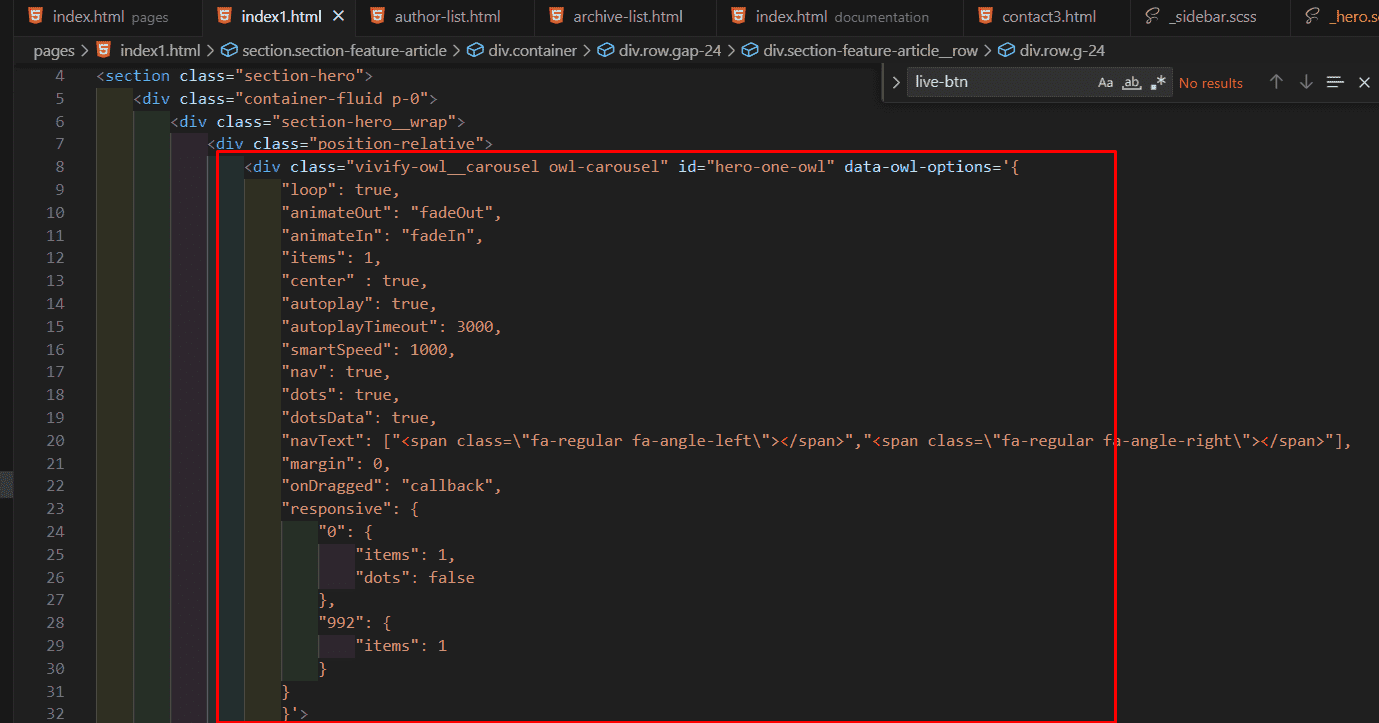 index.html pages index1.html author-list.html archive-list.html index.html documentation contact3.html _sidebar.scss _hero.sc
pages > index1.html > section.section-feature-article > div.container > div.row.gap-24 > div.section-feature-article__row > div.row.g-24
live-btn Aa ab .* No results
4 <section class="section-hero">
5 <div class="container-fluid p-0">
6 <div class="section-hero__wrap">
7 <div class="position-relative">
8 <div class="vivify-owl__carousel owl-carousel" id="hero-one-owl" data-owl-options='{
9 "loop": true,
10 "animateOut": "fadeOut",
11 "animateIn": "fadeIn",
12 "items": 1,
13 "center" : true,
14 "autoplay": true,
15 "autoplayTimeout": 3000,
16 "smartSpeed": 1000,
17 "nav": true,
18 "dots": true,
19 "dotsData": true,
20 "navText": ["<span class=\"fa-regular fa-angle-left\"></span>","<span class=\"fa-regular fa-angle-right\"></span>"],
21 "margin": 0,
22 "onDragged": "callback",
23 "responsive": {
24 "0": {
25 "items": 1,
26 "dots": false
27 },
28 "992": {
29 "items": 1
30 }
31 }
32 }'>